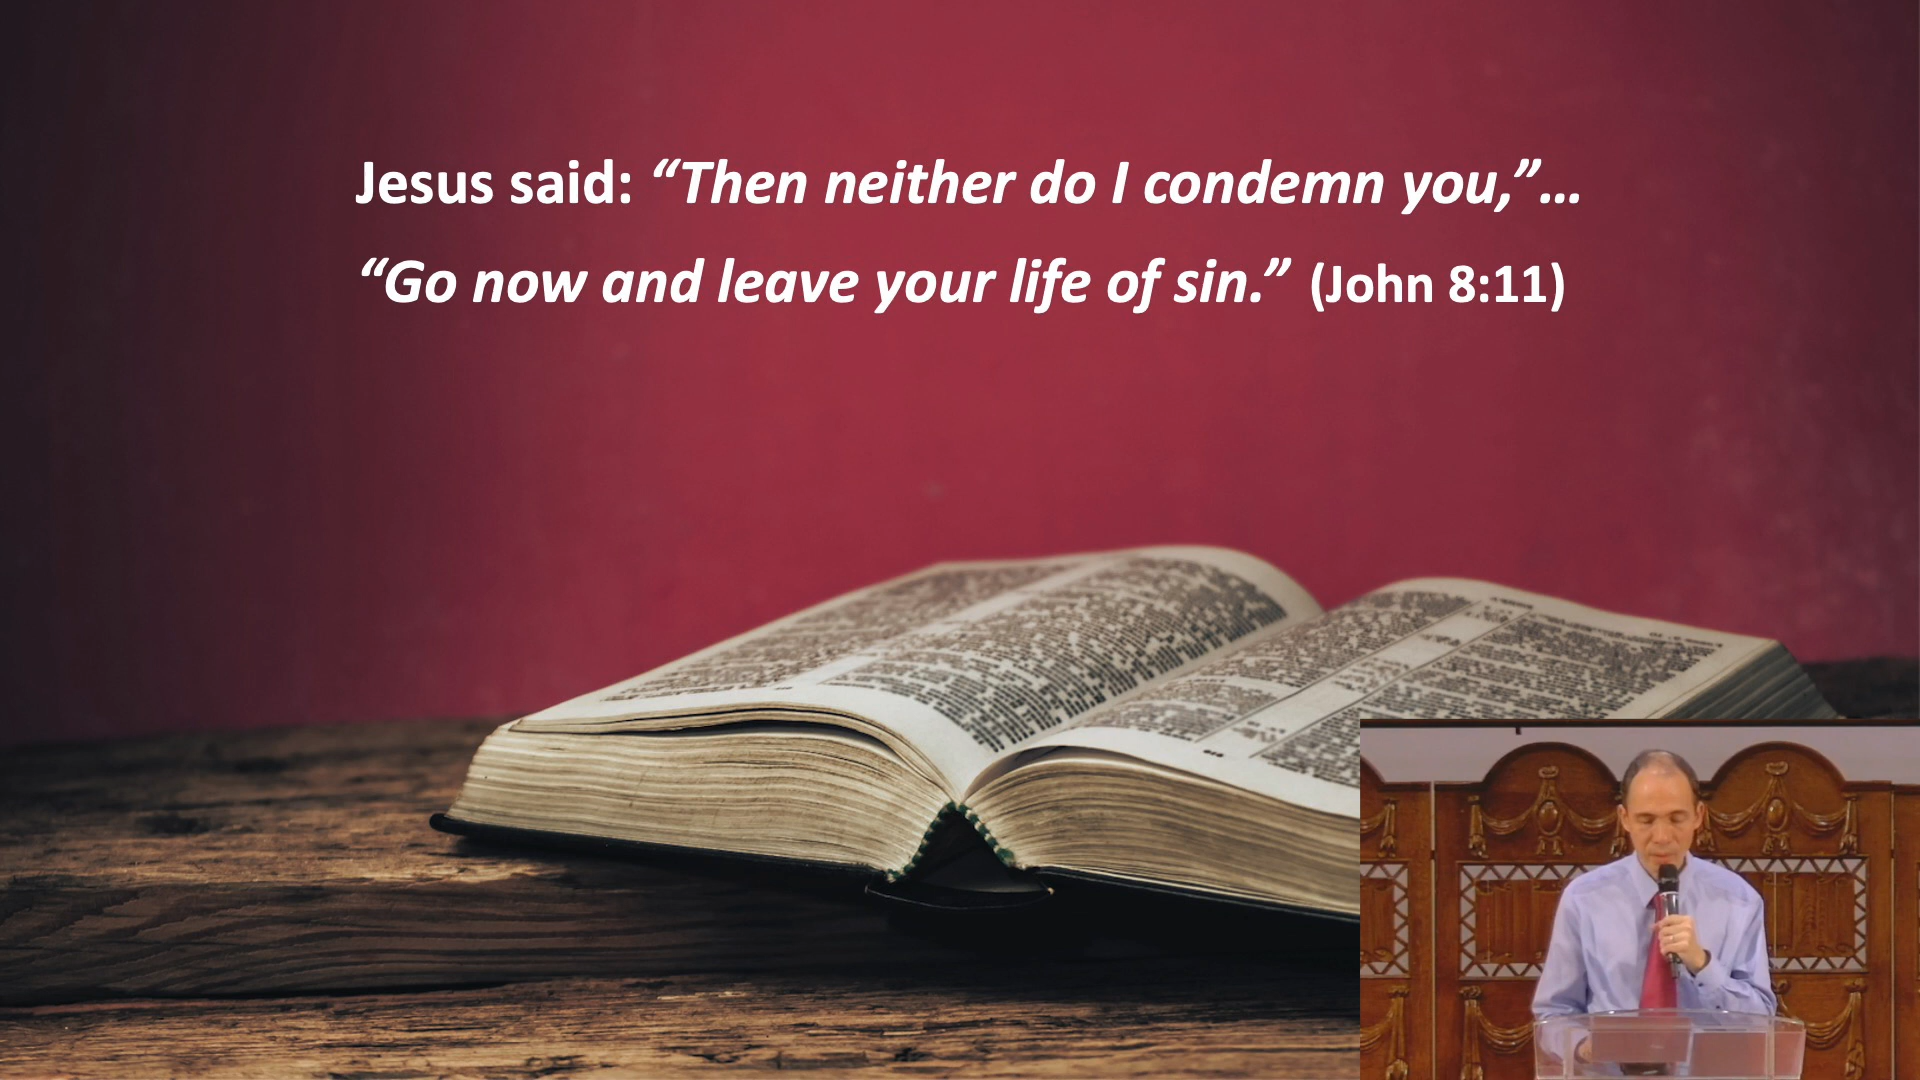 Jesus said: “Then neither do I condemn you,”…
“Go now and leave your life of sin.” (John 8:11)